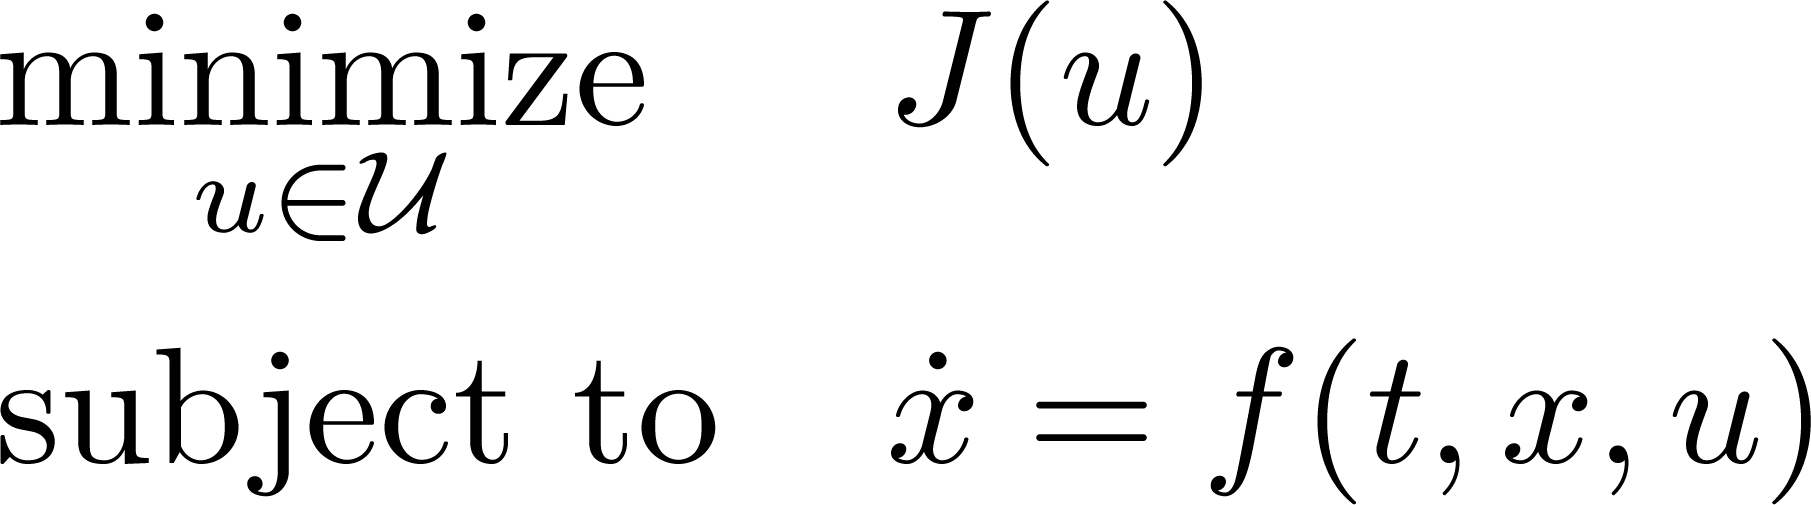 minimize J(u)
u∈𝒰
subject to ẋ = f(t, x, u)